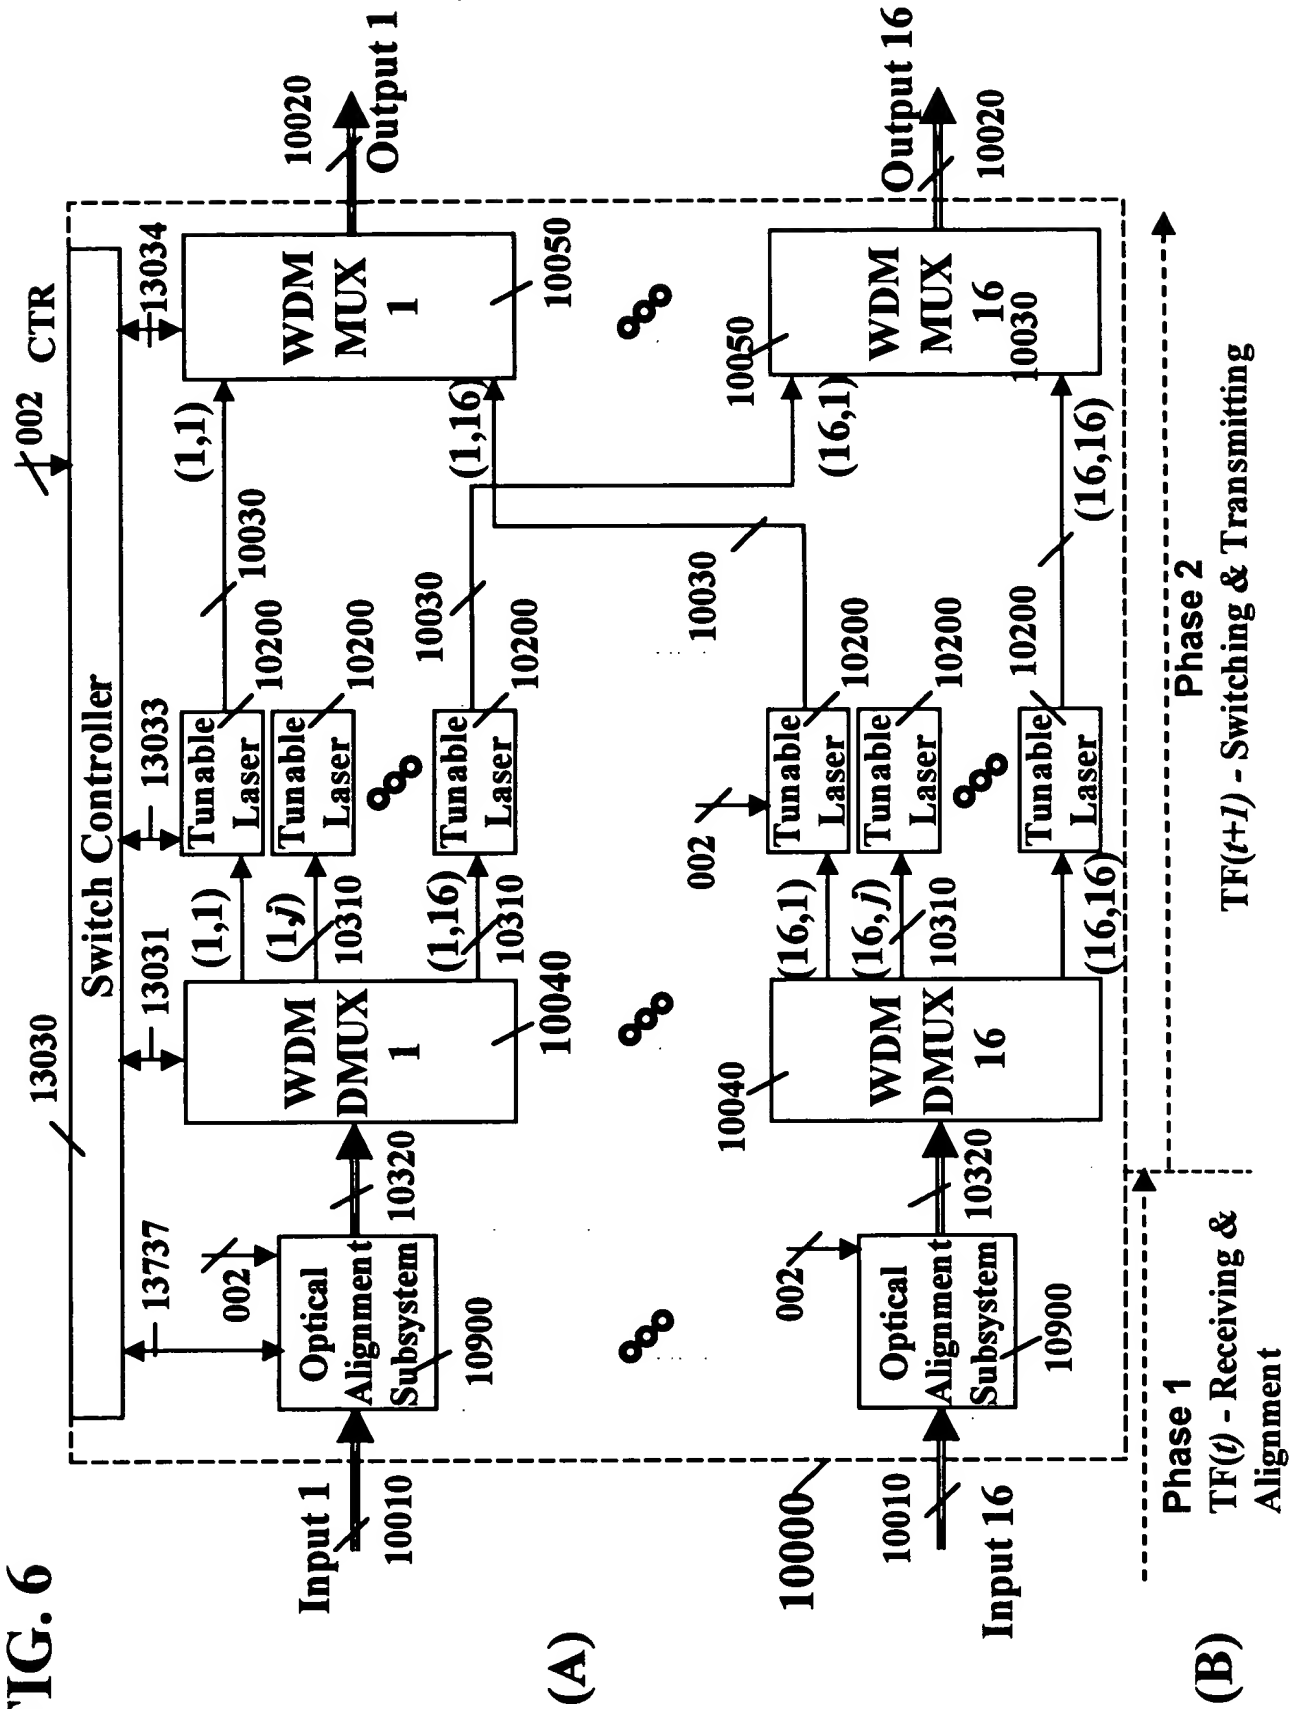 FIG. 6
002 CTR
13030
Switch Controller
13737
13031
13033
13034
Input 1
10010
002
Optical
Alignment
Subsystem
10900
10320
WDM
DMUX
1
10040
(1,1)
(1,j)
10310
(1,16)
10310
Tunable
Laser
10200
Tunable
Laser
10200
Tunable
Laser
10200
10030
10030
(1,1)
(1,16)
WDM
MUX
1
10050
10020
Output 1
(A)
10000
Input 16
10010
002
Optical
Alignment
Subsystem
10900
10320
10040
WDM
DMUX
16
(16,1)
(16,j)
10310
(16,16)
002
Tunable
Laser
10200
Tunable
Laser
10200
Tunable
Laser
10200
10030
(16,1)
(16,16)
10050
WDM
MUX
16
10030
Output 16
10020
(B)
Phase 1
TF(t) - Receiving &
Alignment
Phase 2
TF(t+1) - Switching & Transmitting